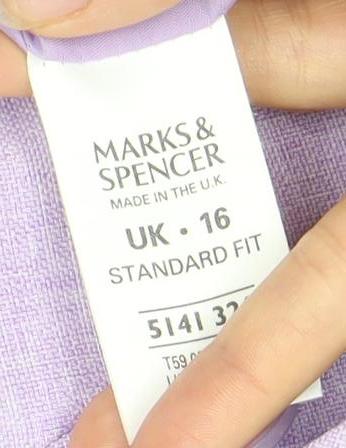 MARKS &
SPENCER
MADE IN THE U.K.
UK • 16
STANDARD FIT
5141